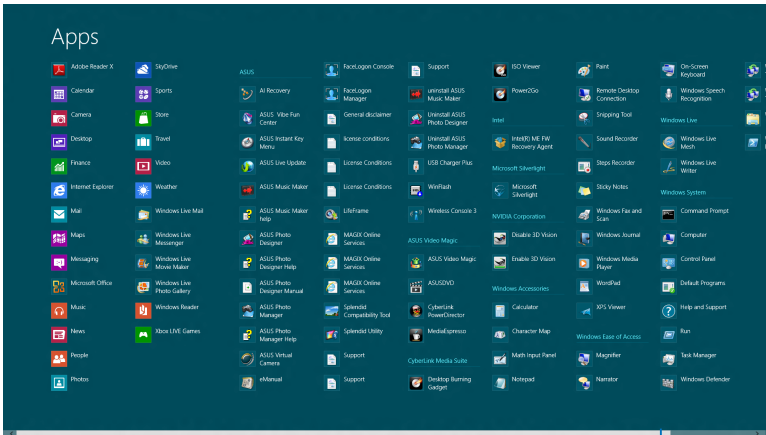 Apps
Adobe Reader X
Calendar
Camera
Desktop
Finance
Internet Explorer
Mail
Maps
Messaging
Microsoft Office
Music
News
People
Photos
SkyDrive
Sports
Store
Travel
Video
Weather
Windows Live Mail
Windows Live
Messenger
Windows Live
Movie Maker
Windows Live
Photo Gallery
Windows Reader
Xbox LIVE Games
ASUS
AI Recovery
ASUS Vibe Fun
Center
ASUS Instant Key
Menu
ASUS Live Update
ASUS Music Maker
ASUS Music Maker
help
ASUS Photo
Designer
ASUS Photo
Designer Help
ASUS Photo
Designer Manual
ASUS Photo
Manager
ASUS Photo
Manager Help
ASUS Virtual
Camera
eManual
FaceLogon Console
FaceLogon
Manager
General disclaimer
license conditions
License Conditions
License Conditions
LifeFrame
MAGIX Online
Services
MAGIX Online
Services
MAGIX Online
Services
Splendid
Compatibility Tool
Splendid Utility
Support
Support
Support
uninstall ASUS
Music Maker
Uninstall ASUS
Photo Designer
Uninstall ASUS
Photo Manager
USB Charger Plus
WinFlash
Wireless Console 3
ASUS Video Magic
ASUS Video Magic
ASUSDVD
CyberLink
PowerDirector
MediaEspresso
CyberLink Media Suite
Desktop Burning
Gadget
ISO Viewer
Power2Go
Intel
Intel(R) ME FW
Recovery Agent
Microsoft Silverlight
Microsoft
Silverlight
NVIDIA Corporation
Disable 3D Vision
Enable 3D Vision
Windows Accessories
Calculator
Character Map
Math Input Panel
Notepad
Paint
Remote Desktop
Connection
Snipping Tool
Sound Recorder
Steps Recorder
Sticky Notes
Windows Fax and
Scan
Windows Journal
Windows Media
Player
WordPad
XPS Viewer
Windows Ease of Access
Magnifier
Narrator
On-Screen
Keyboard
Windows Speech
Recognition
Windows Live
Windows Live
Mesh
Windows Live
Writer
Windows System
Command Prompt
Computer
Control Panel
Default Programs
Help and Support
Run
Task Manager
Windows Defender